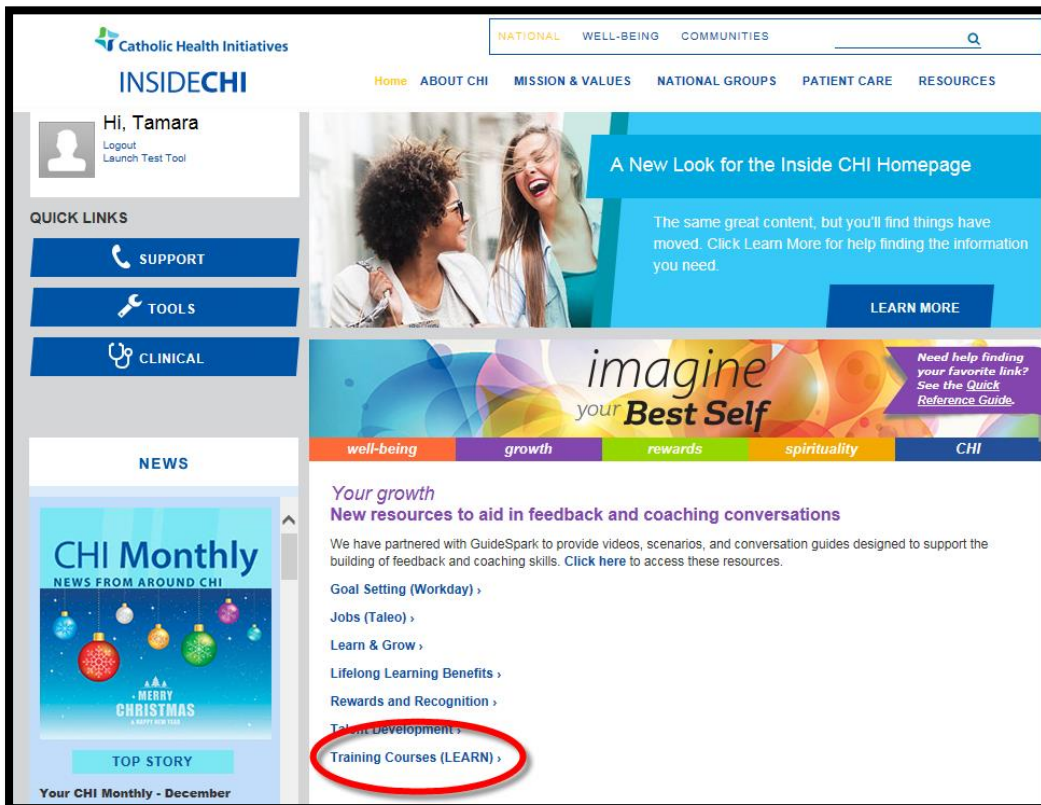 Catholic Health Initiatives
INSIDECHI
NATIONAL WELL-BEING COMMUNITIES
Home ABOUT CHI MISSION & VALUES NATIONAL GROUPS PATIENT CARE RESOURCES
Hi, Tamara
Logout
Launch Test Tool
QUICK LINKS
SUPPORT
TOOLS
CLINICAL
A New Look for the Inside CHI Homepage
The same great content, but you'll find things have
moved. Click Learn More for help finding the information
you need.
LEARN MORE
imagine
your Best Self
Need help finding
your favorite link?
See the Quick
Reference Guide.
well-being growth rewards spirituality CHI
NEWS
CHI Monthly
NEWS FROM AROUND CHI
MERRY
CHRISTMAS
& HAPPY NEW YEAR
TOP STORY
Your CHI Monthly - December
Your growth
New resources to aid in feedback and coaching conversations
We have partnered with GuideSpark to provide videos, scenarios, and conversation guides designed to support the
building of feedback and coaching skills. Click here to access these resources.
Goal Setting (Workday) ›
Jobs (Taleo) ›
Learn & Grow ›
Lifelong Learning Benefits ›
Rewards and Recognition ›
Talent Development ›
Training Courses (LEARN) ›